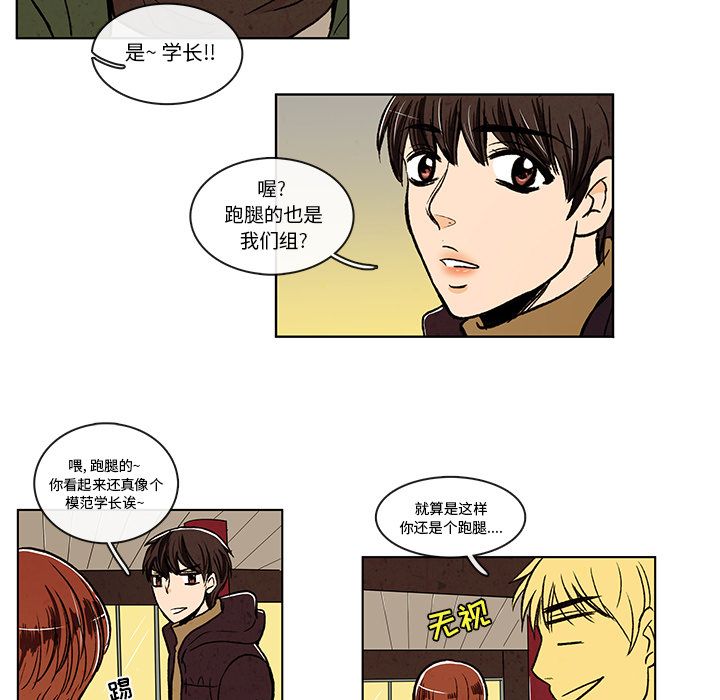 是~ 学长!!
喔?
跑腿的也是
我们组?
喂, 跑腿的~
你看起来还真像个
模范学长诶~
就算是这样
你还是个跑腿....
无视
踢